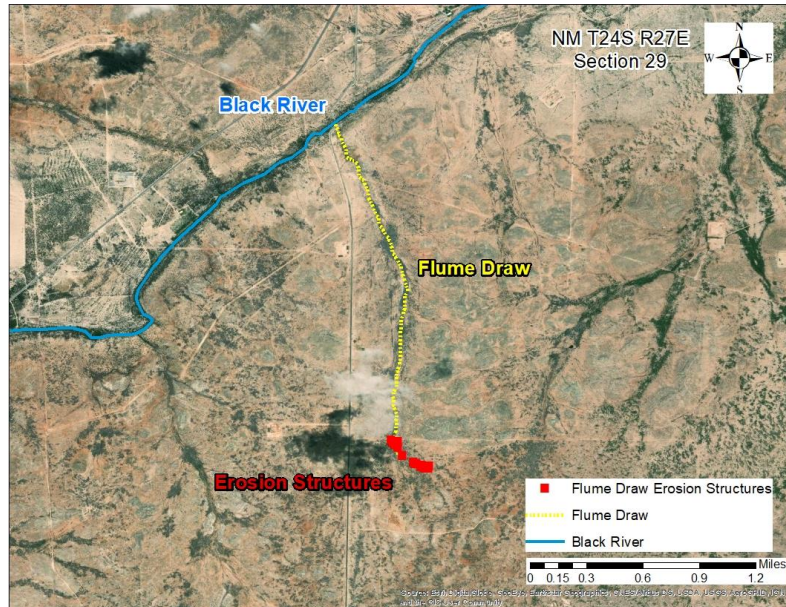 NM T24S R27E
Section 29
N
W E
S
Black River
Flume Draw
Erosion Structures
Flume Draw Erosion Structures
Flume Draw
Black River
Miles
0 0.15 0.3 0.6 0.9 1.2